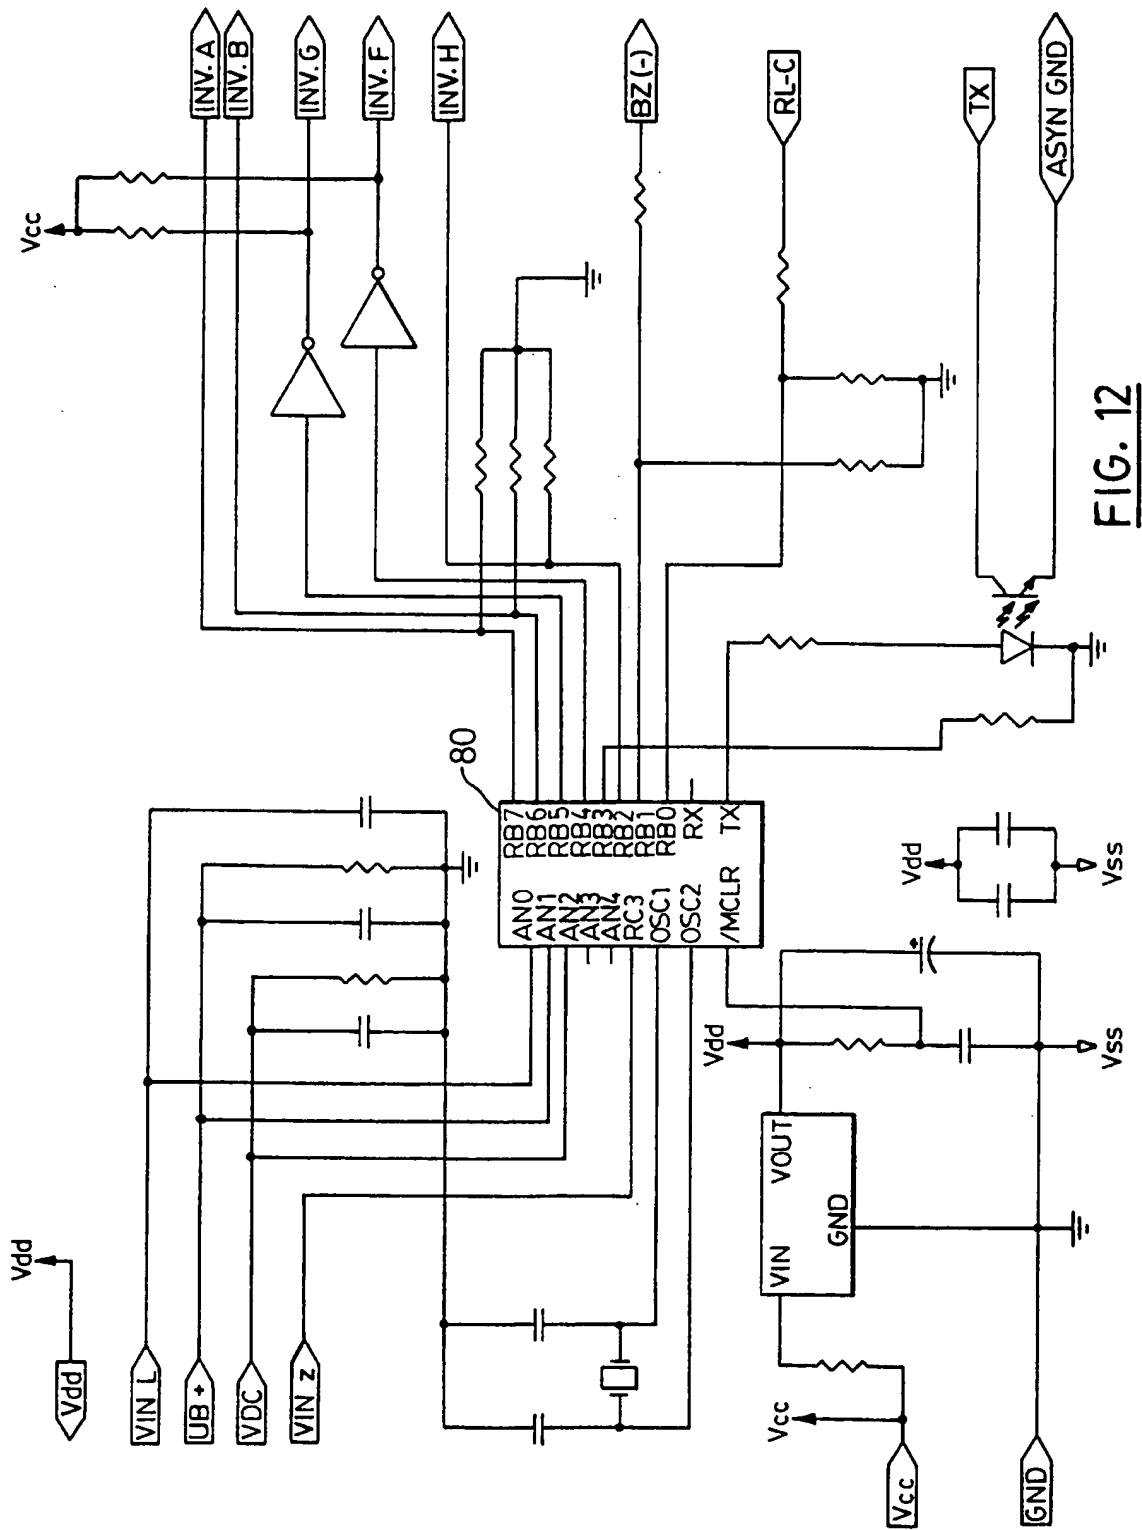 Vdd
Vdd
VIN L
UB +
VDC
VIN z
Vcc
INV. A
INV. B
INV. G
INV. F
INV. H
BZ (-)
RL-C
TX
ASYN GND
80
AN0
AN1
AN2
AN3
AN4
RC3
OSC1
OSC2
/MCLR
RB7
RB6
RB5
RB4
RB3
RB2
RB1
RB0
RX
TX
Vcc
Vcc
GND
VIN
VOUT
GND
Vdd
Vss
Vdd
Vss
FIG. 12